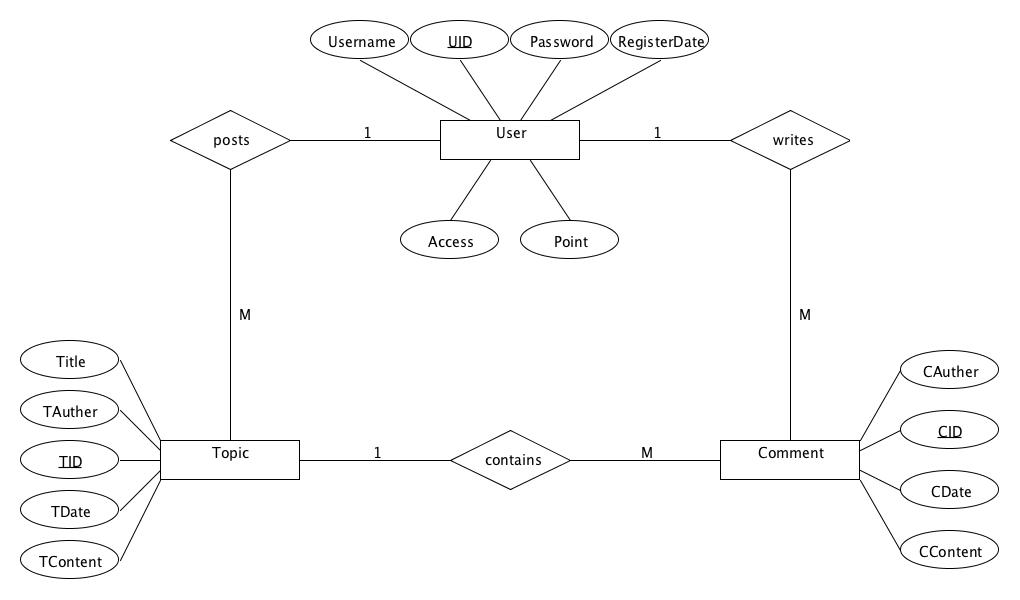 Username UID Password RegisterDate
posts 1 User 1 writes
Access Point
M M
Title
TAuther
TID
TDate
TContent
Topic 1 contains M Comment
CAuther
CID
CDate
CContent